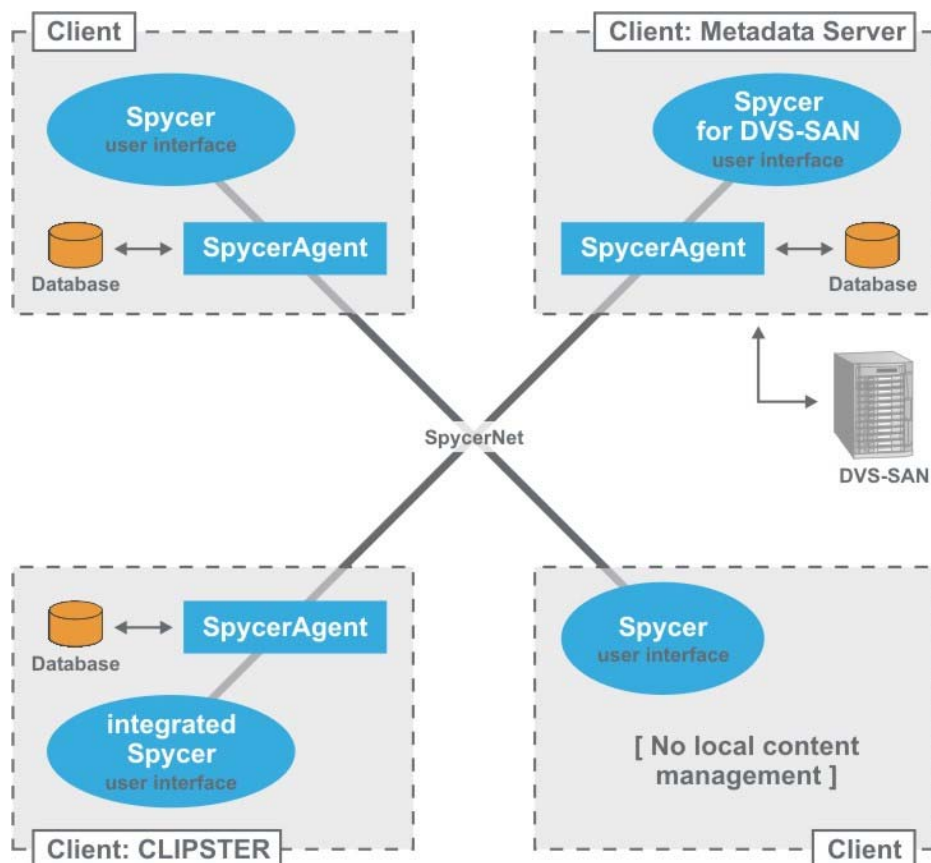 Client
Spycer
user interface
SpycerAgent
Database
Client: Metadata Server
Spycer
for DVS-SAN
user interface
SpycerAgent
Database
DVS-SAN
SpycerNet
SpycerAgent
Database
integrated
Spycer
user interface
Client: CLIPSTER
Spycer
user interface
[ No local content
management ]
Client